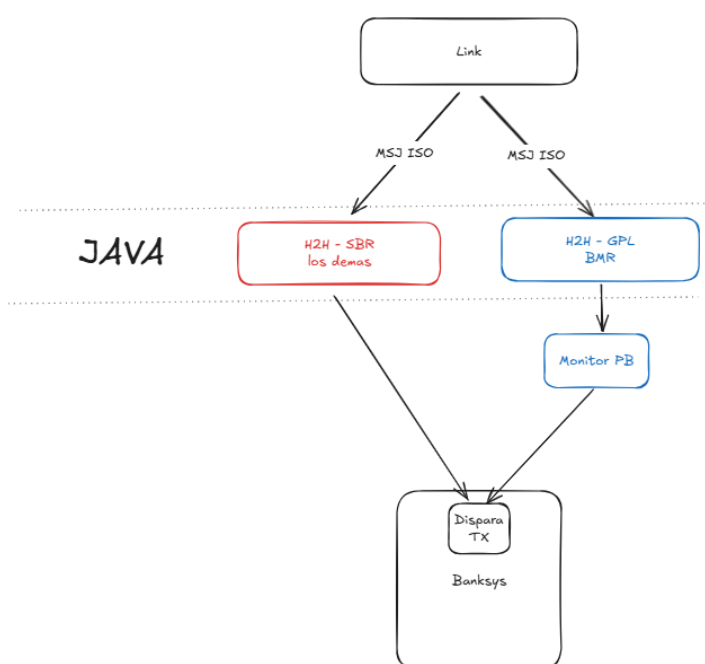 Link
MSJ ISO
MSJ ISO
JAVA
H2H - SBR
los demas
H2H - GPL
BMR
Monitor PB
Dispara
TX
Banksys